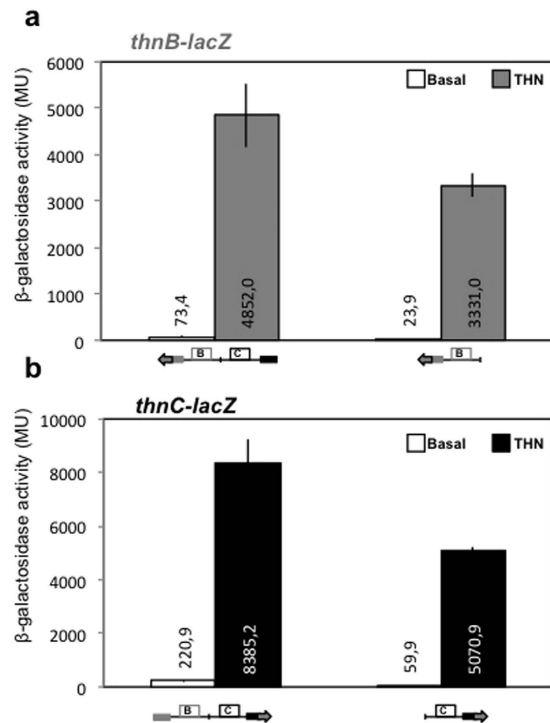 a
thnB-lacZ
β-galactosidase activity (MU)
6000
5000
4000
3000
2000
1000
0
Basal
THN
73,4
4852,0
23,9
3331,0
B
C
B
b
thnC-lacZ
β-galactosidase activity (MU)
10000
8000
6000
4000
2000
0
Basal
THN
220,9
8385,2
59,9
5070,9
B
C
C